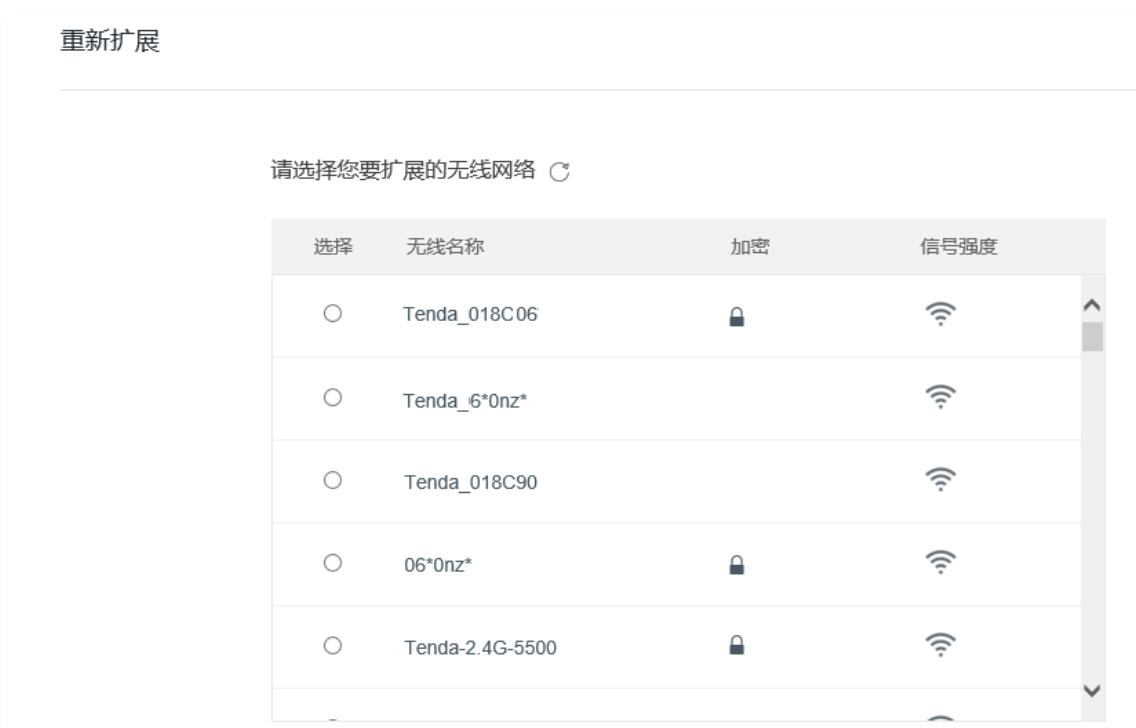 重新扩展
请选择您要扩展的无线网络
选择 无线名称 加密 信号强度
Tenda_018C06
Tenda_6*0nz*
Tenda_018C90
06*0nz*
Tenda-2.4G-5500